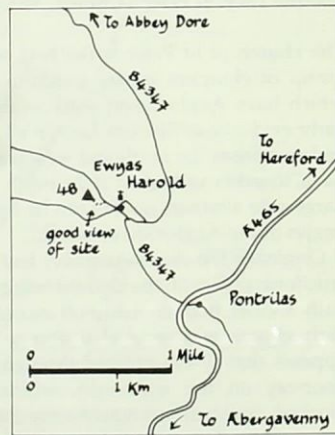 To Abbey Dore
B4347
To
Hereford
Ewyas
Harold
48
good view
of site
A465
B4347
Pontrilas
0 1
Mile
0 1
Km
To Abergavenny